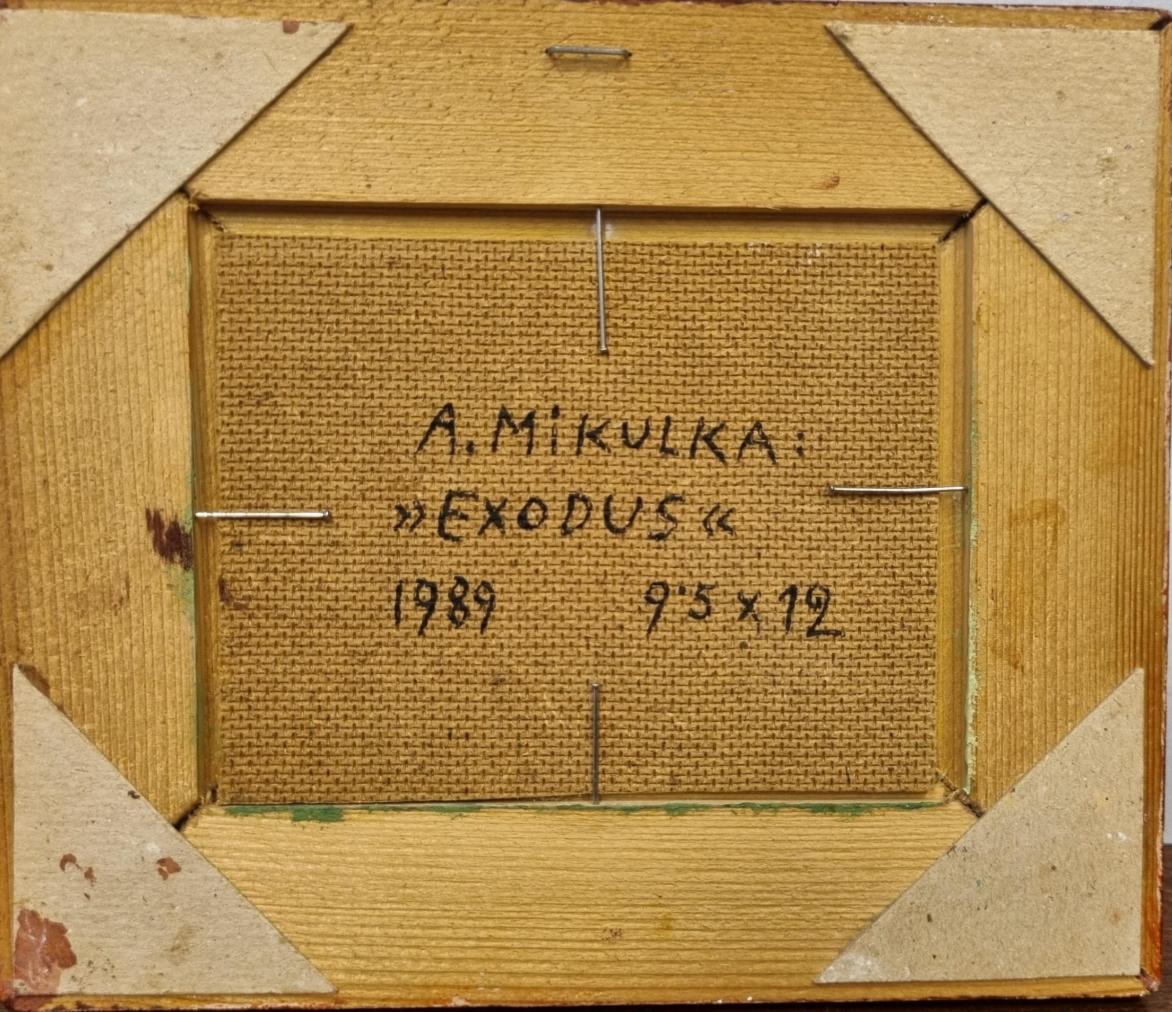 A. MiKULKA:
»EXODUS«
1989 9·5 x 12